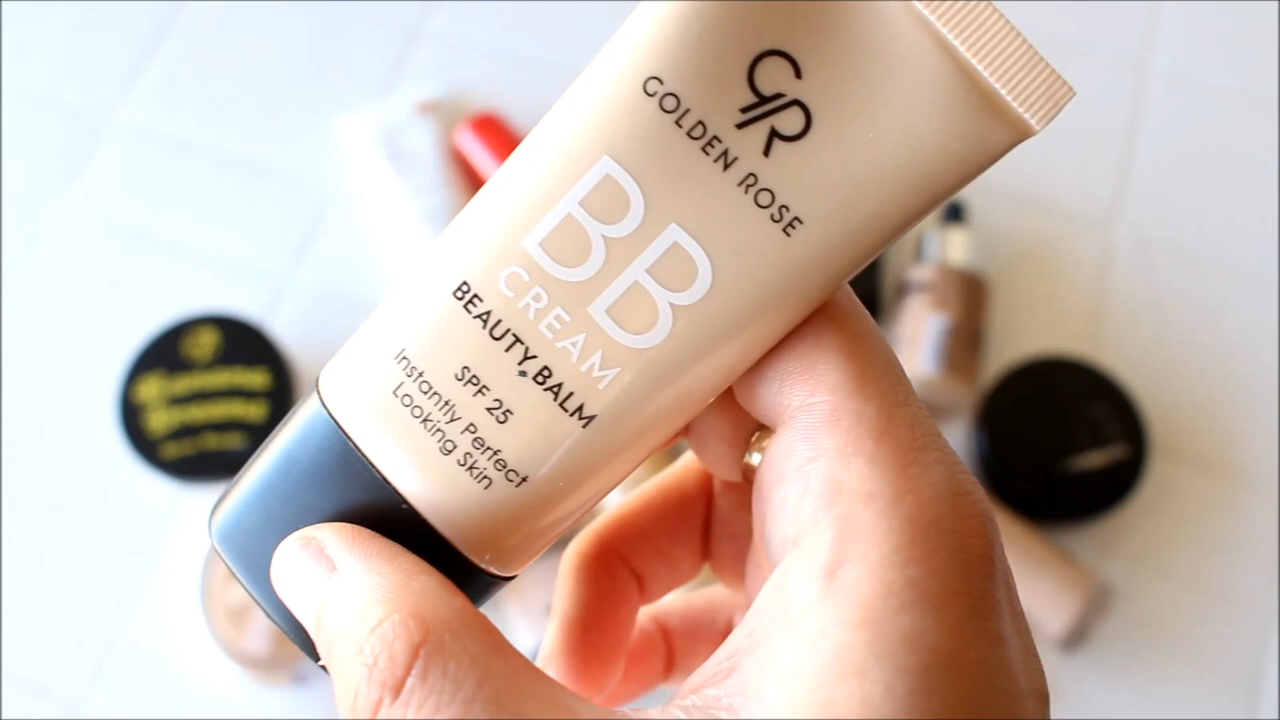 GR
GOLDEN ROSE
BB
CREAM
BEAUTY BALM
SPF 25
Instantly Perfect
Looking Skin